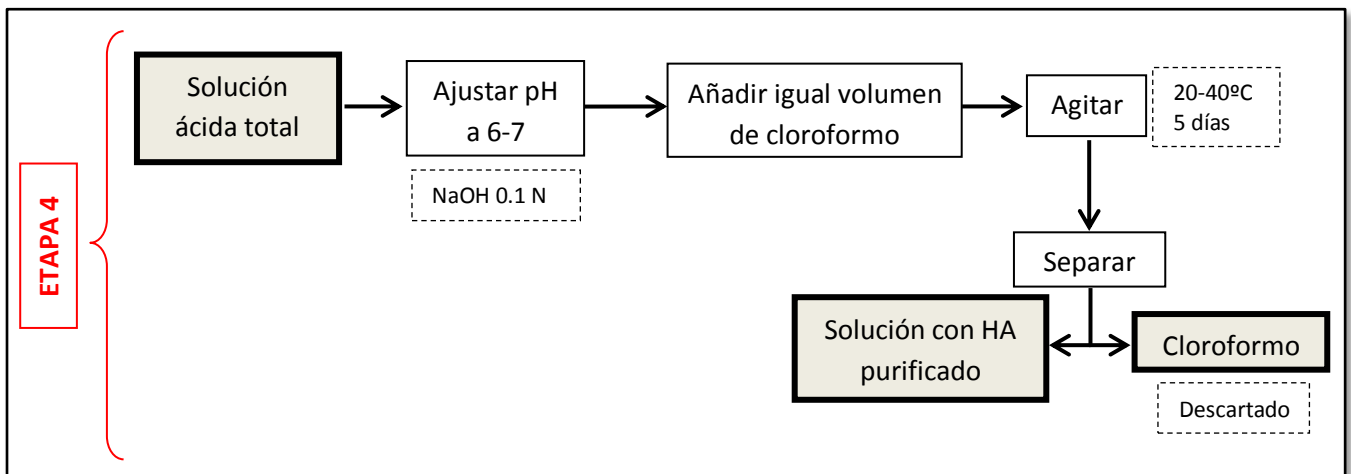 ETAPA 4
Solución
ácida total
Ajustar pH
a 6-7
NaOH 0.1 N
Añadir igual volumen
de cloroformo
Agitar
20-40ºC
5 días
Separar
Solución con HA
purificado
Cloroformo
Descartado